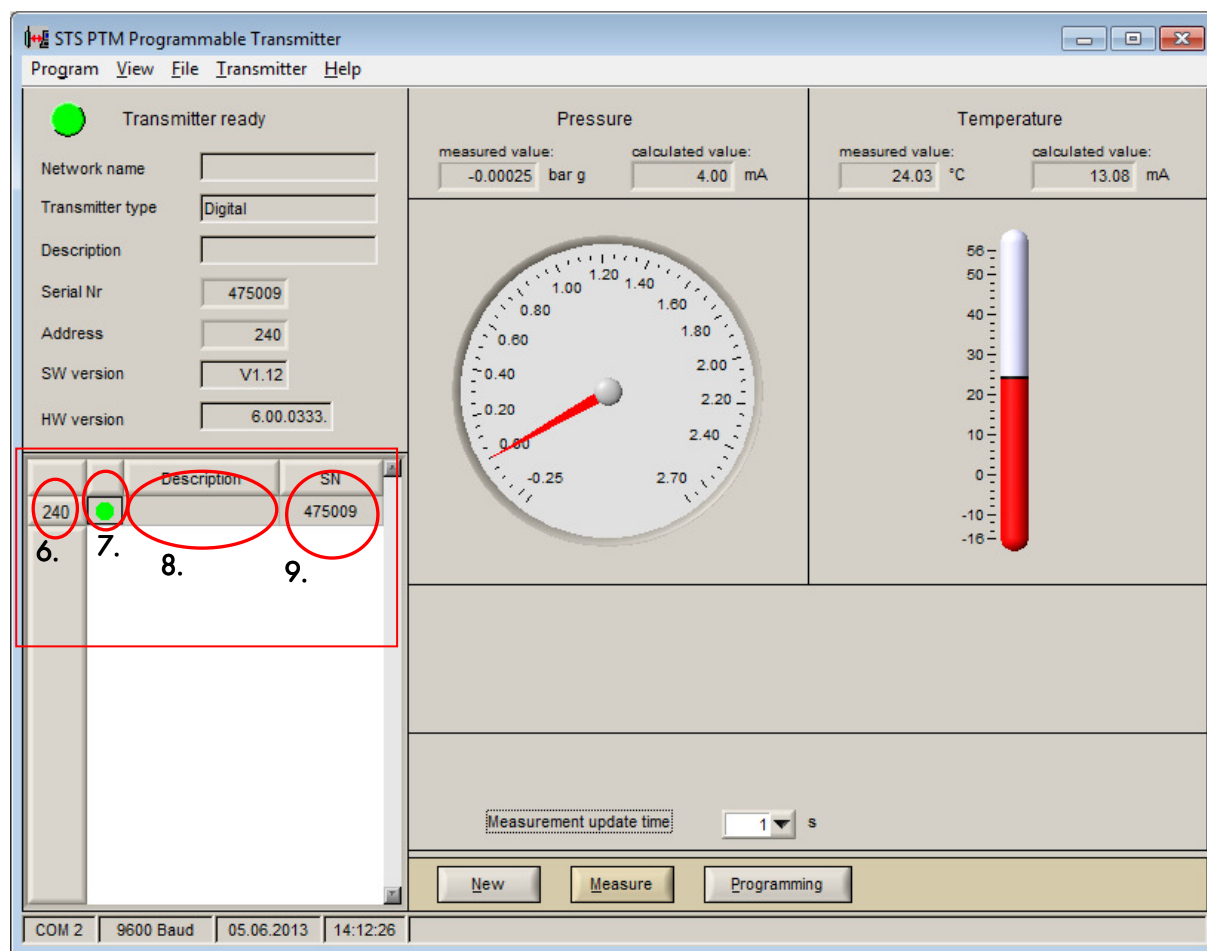 STS PTM Programmable Transmitter
Program View File Transmitter Help
Transmitter ready
Network name
Transmitter type Digital
Description
Serial Nr 475009
Address 240
SW version V1.12
HW version 6.00.0333.
Description SN
240 475009
6. 7. 8. 9.
Pressure
measured value: calculated value:
-0.00025 bar g 4.00 mA
-0.25
0.00
0.20
0.40
0.60
0.80
1.00
1.20
1.40
1.60
1.80
2.00
2.20
2.40
2.70
Temperature
measured value: calculated value:
24.03 °C 13.08 mA
56
50
40
30
20
10
0
-10
-16
Measurement update time 1 s
New Measure Programming
COM 2 9600 Baud 05.06.2013 14:12:26